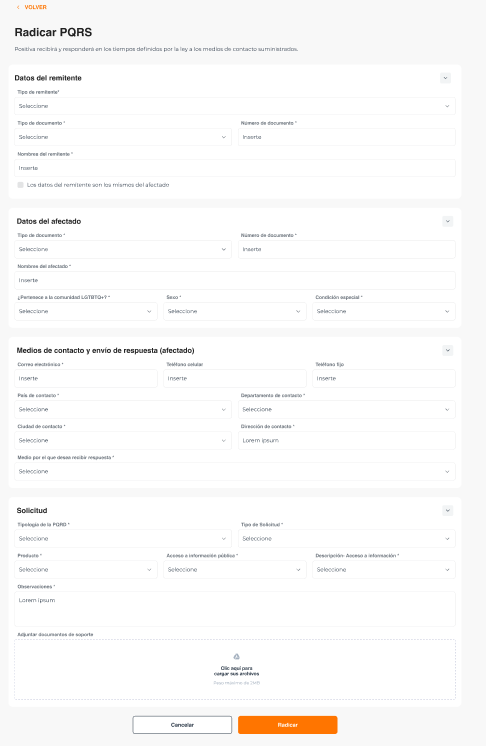 VOLVER
Radicar PQRS
Positiva recibirá y responderá en los tiempos definidos por la ley a los medios de contacto suministrados.
Datos del remitente
Tipo de remitente*
Seleccione
Tipo de documento * Número de documento *
Seleccione Inserte
Nombre del remitente *
Inserte
Los datos del remitente son los mismos del afectado
Datos del afectado
Tipo de documento * Número de documento *
Seleccione Inserte
Nombre del afectado *
Inserte
¿Pertenece a la comunidad LGTBTQ+? * Sexo * Condición especial *
Seleccione Seleccione Seleccione
Medios de contacto y envío de respuesta (afectado)
Correo electrónico * Teléfono celular Teléfono fijo
Inserte Inserte Inserte
País de contacto * Departamento de contacto *
Seleccione Seleccione
Ciudad de contacto * Dirección de contacto *
Seleccione Lorem ipsum
Medio por el que desea recibir respuesta *
Seleccione
Solicitud
Tipología de la PQRD * Tipo de Solicitud *
Seleccione Seleccione
Producto * Acceso a información pública * Descripción- Acceso a información *
Seleccione Seleccione Seleccione
Observaciones *
Lorem ipsum
Adjuntar documentos de soporte
Clic aquí para
cargar sus archivos
Cancelar Radicar